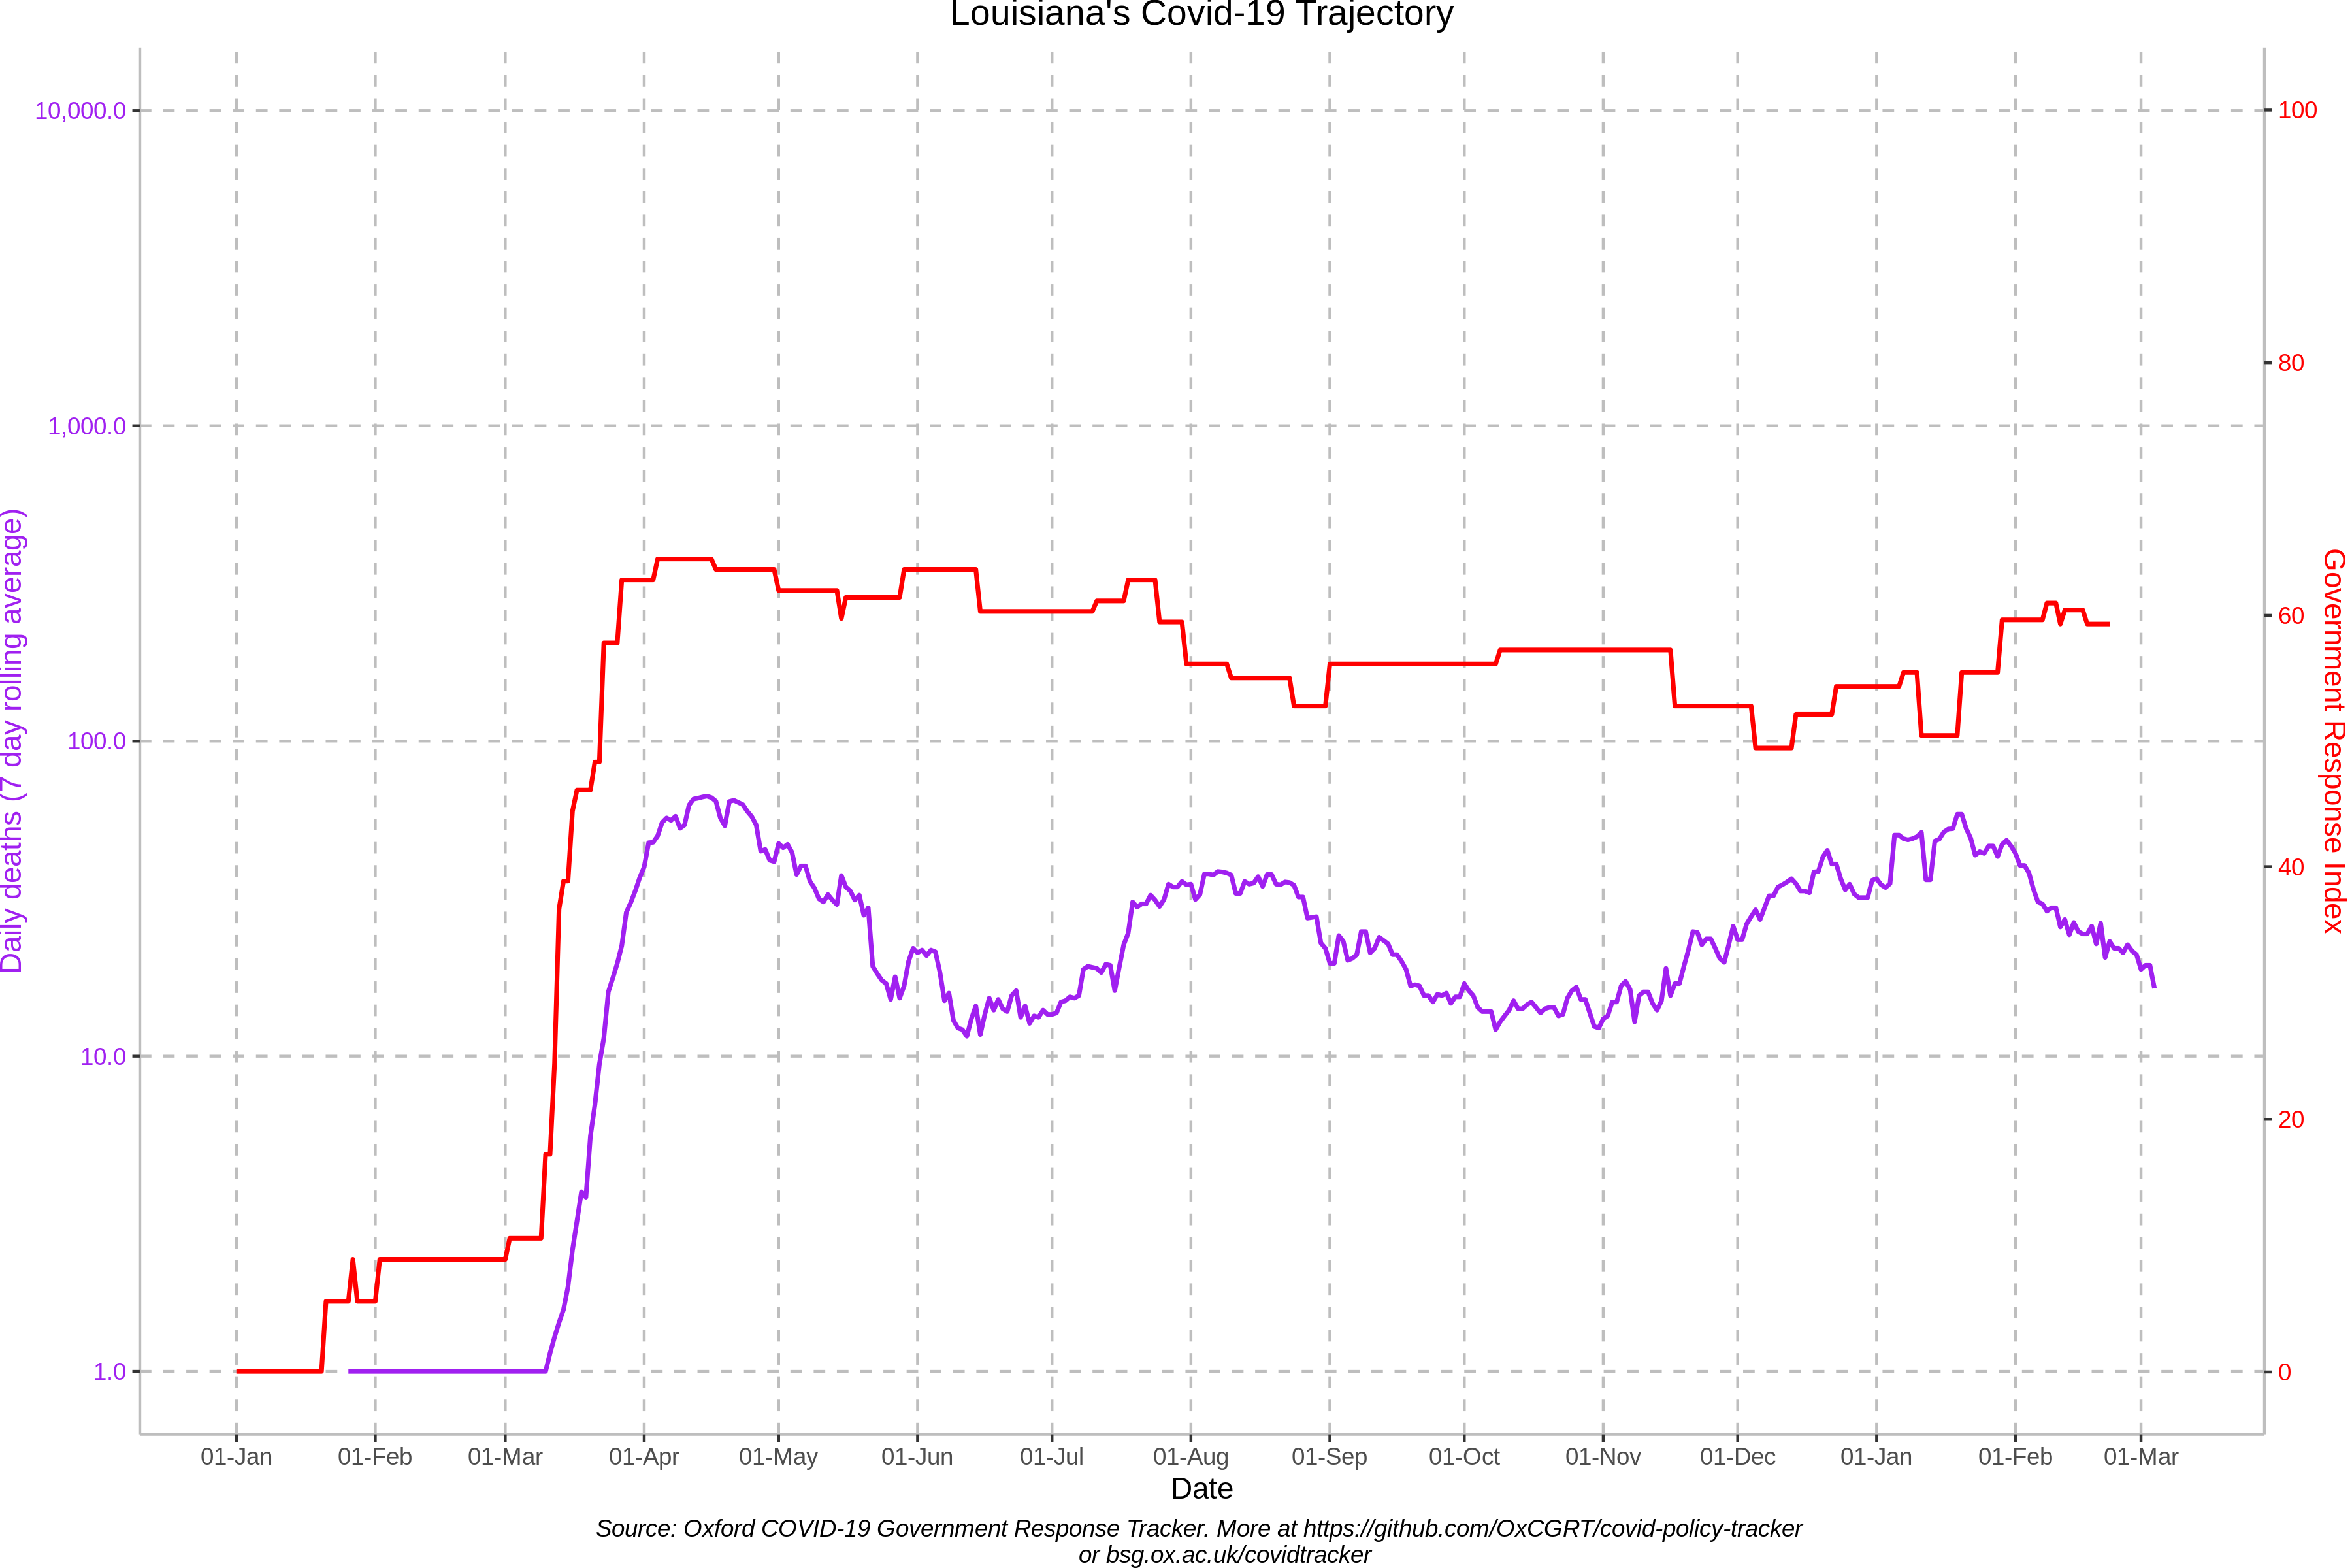 Louisiana's Covid-19 Trajectory
10,000.0
1,000.0
100.0
10.0
1.0
Daily deaths (7 day rolling average)
100
80
60
40
20
0
Government Response Index
01-Jan
01-Feb
01-Mar
01-Apr
01-May
01-Jun
01-Jul
01-Aug
01-Sep
01-Oct
01-Nov
01-Dec
01-Jan
01-Feb
01-Mar
Date
Source: Oxford COVID-19 Government Response Tracker. More at https://github.com/OxCGRT/covid-policy-tracker
or bsg.ox.ac.uk/covidtracker